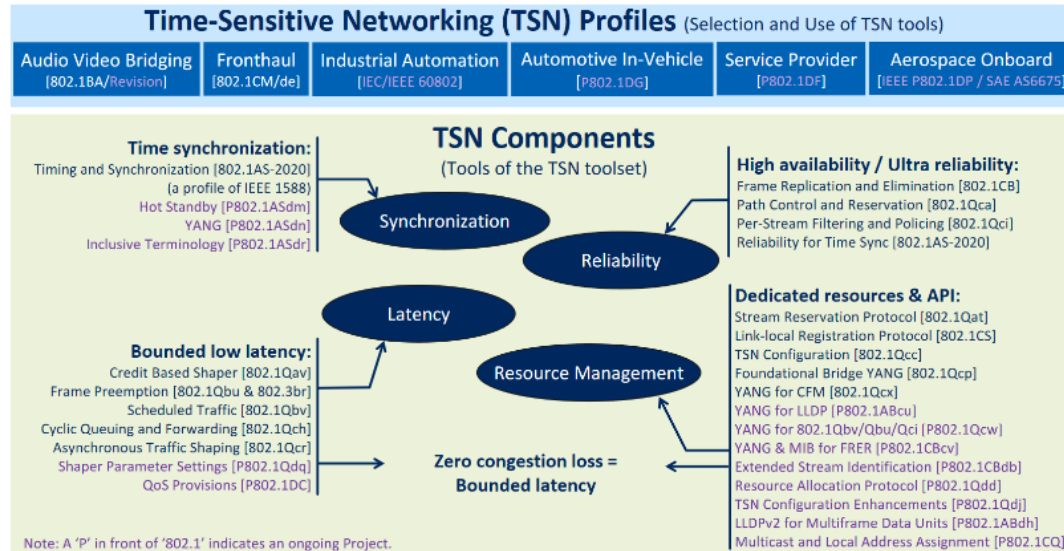 Time-Sensitive Networking (TSN) Profiles (Selection and Use of TSN tools)
Audio Video Bridging
[802.1BA/Revision]
Fronthaul
[802.1CM/de]
Industrial Automation
[IEC/IEEE 60802]
Automotive In-Vehicle
[P802.1DG]
Service Provider
[P802.1DF]
Aerospace Onboard
[IEEE P802.1DP / SAE AS6675]
TSN Components
(Tools of the TSN toolset)
Time synchronization:
Timing and Synchronization [802.1AS-2020]
(a profile of IEEE 1588)
Hot Standby [P802.1ASdm]
YANG [P802.1ASdn]
Inclusive Terminology [P802.1ASdr]
Synchronization
High availability / Ultra reliability:
Frame Replication and Elimination [802.1CB]
Path Control and Reservation [802.1Qca]
Per-Stream Filtering and Policing [802.1Qci]
Reliability for Time Sync [802.1AS-2020]
Reliability
Latency
Bounded low latency:
Credit Based Shaper [802.1Qav]
Frame Preemption [802.1Qbu & 802.3br]
Scheduled Traffic [802.1Qbv]
Cyclic Queuing and Forwarding [802.1Qch]
Asynchronous Traffic Shaping [802.1Qcr]
Shaper Parameter Settings [P802.1Qdq]
QoS Provisions [P802.1DC]
Resource Management
Dedicated resources & API:
Stream Reservation Protocol [802.1Qat]
Link-local Registration Protocol [802.1CS]
TSN Configuration [802.1Qcc]
Foundational Bridge YANG [802.1Qcp]
YANG for CFM [802.1Qcx]
YANG for LLDP [P802.1ABcu]
YANG for 802.1Qbv/Qbu/Qci [P802.1Qcw]
YANG & MIB for FRER [P802.1CBcv]
Extended Stream Identification [P802.1CBdb]
Resource Allocation Protocol [P802.1Qdd]
TSN Configuration Enhancements [P802.1Qdj]
LLDPv2 for Multiframe Data Units [P802.1ABdh]
Multicast and Local Address Assignment [P802.1CQ]
Zero congestion loss =
Bounded latency
Note: A 'P' in front of '802.1' indicates an ongoing Project.